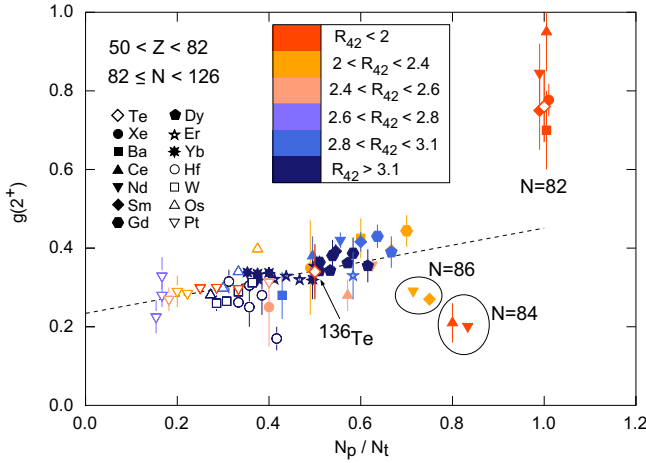 1.0
0.8
0.6
0.4
0.2
0.0
g(2⁺)
50 < Z < 82
82 ≤ N < 126
Te
Xe
Ba
Ce
Nd
Sm
Gd
Dy
Er
Yb
Hf
W
Os
Pt
R₄₂ < 2
2 < R₄₂ < 2.4
2.4 < R₄₂ < 2.6
2.6 < R₄₂ < 2.8
2.8 < R₄₂ < 3.1
R₄₂ > 3.1
N=82
N=86
N=84
¹³⁶Te
0.0 0.2 0.4 0.6 0.8 1.0 1.2
Nₚ / Nₜ